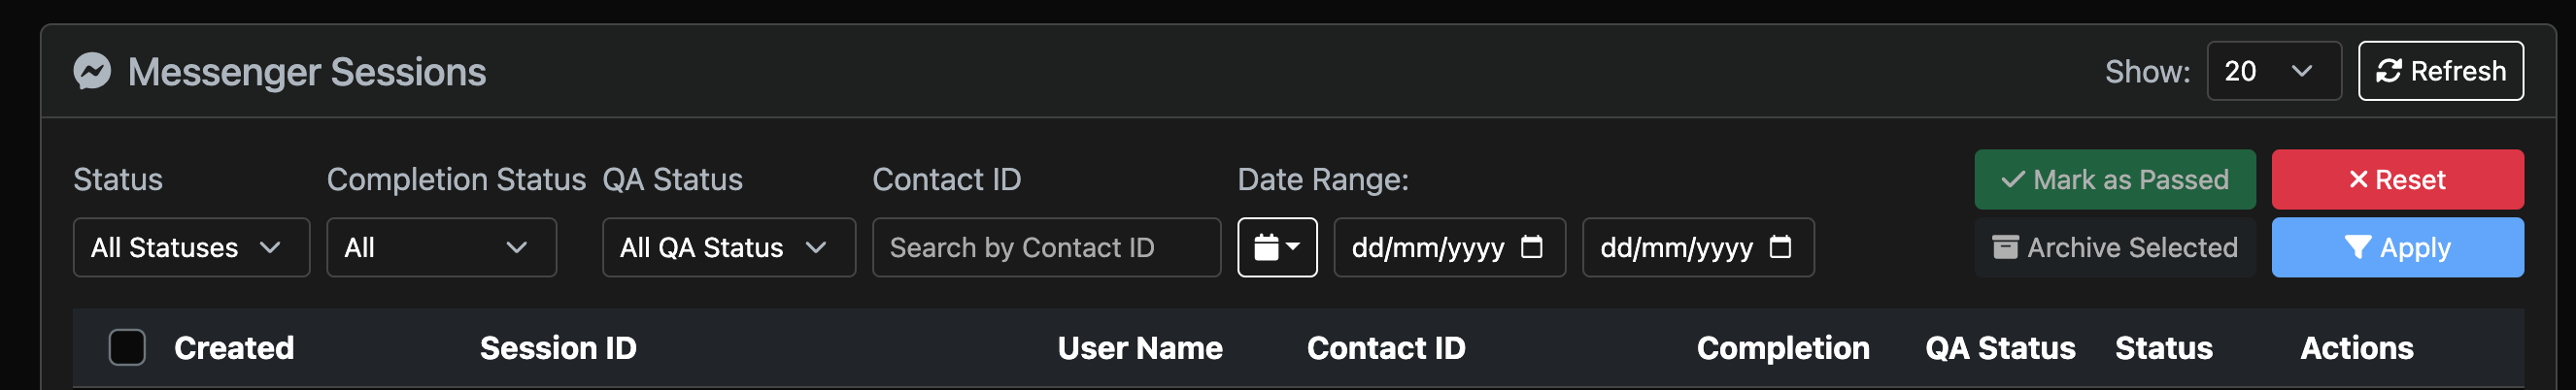 Messenger Sessions Show: 20 Refresh
Status Completion Status QA Status Contact ID Date Range: Mark as Passed Reset
All Statuses All All QA Status Search by Contact ID dd/mm/yyyy dd/mm/yyyy Archive Selected Apply
Created Session ID User Name Contact ID Completion QA Status Status Actions